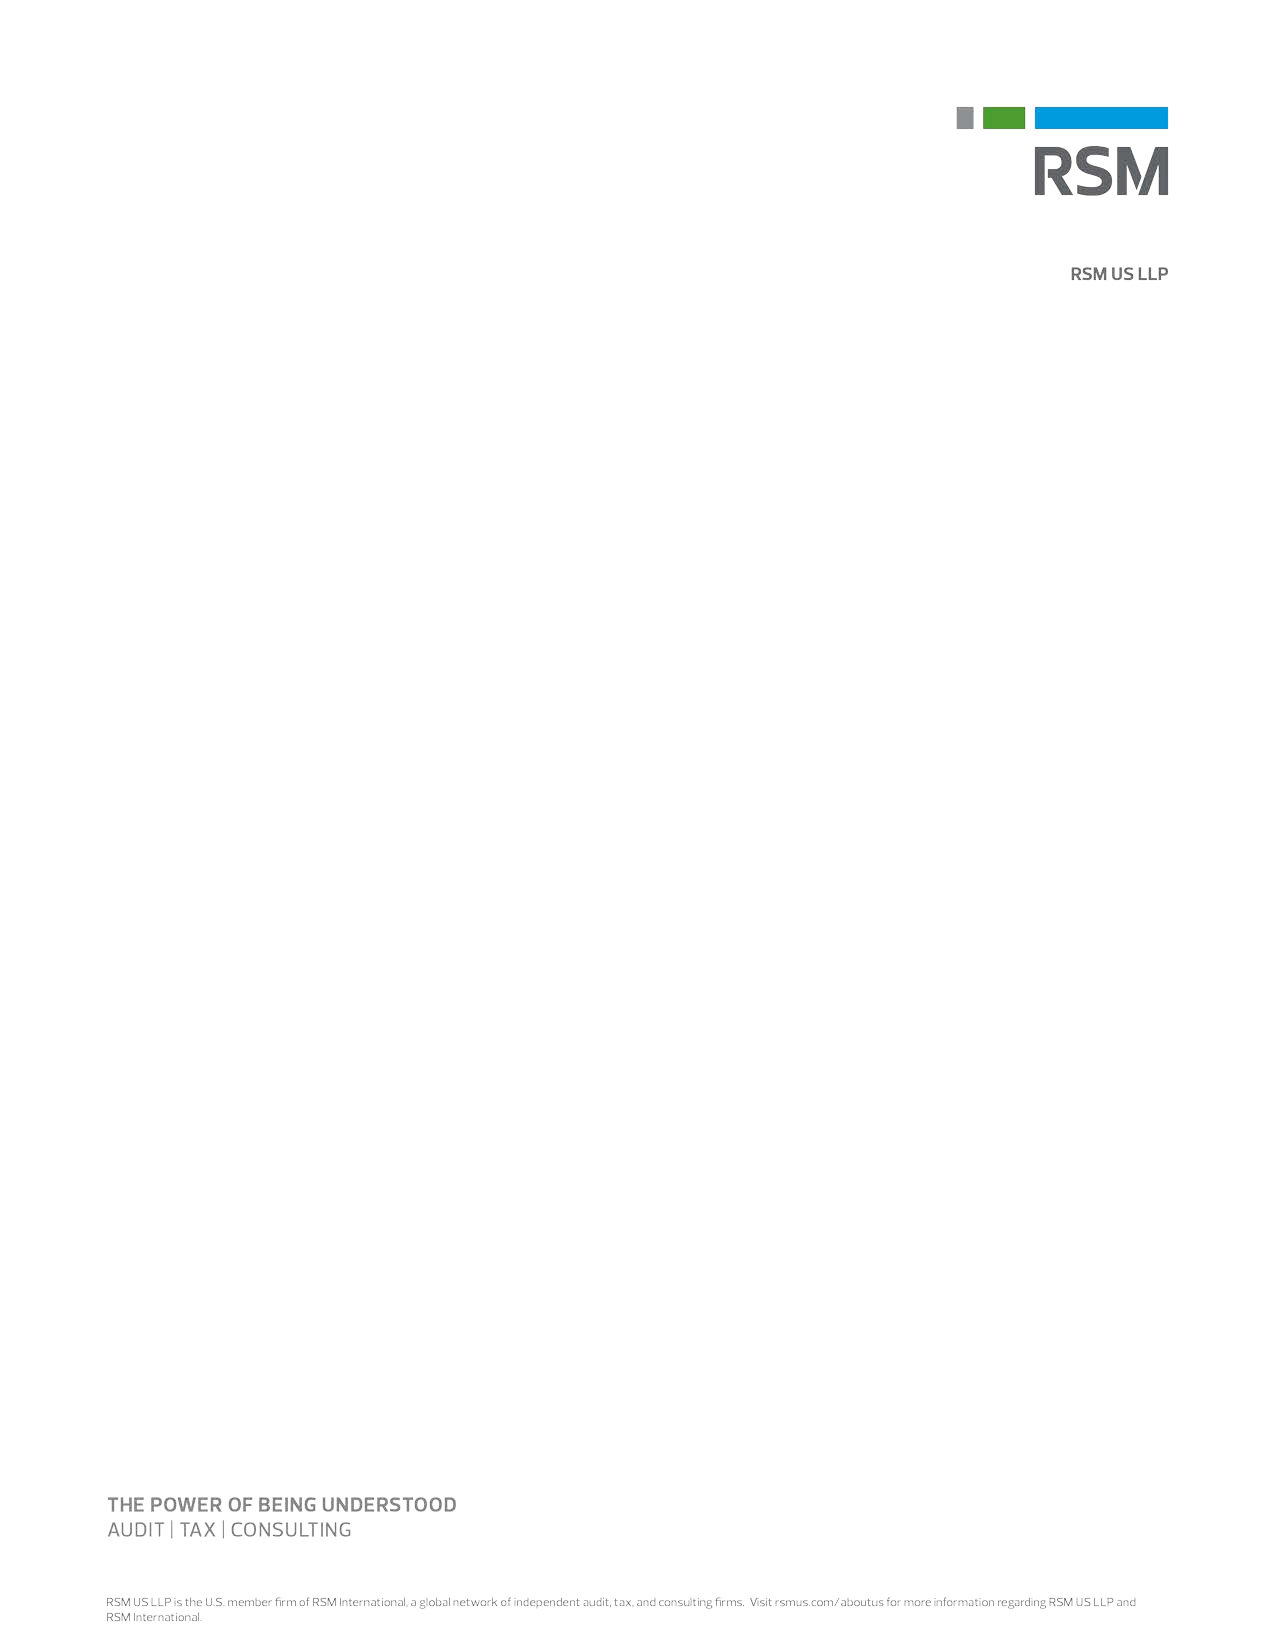 RSM
RSM US LLP
THE POWER OF BEING UNDERSTOOD
AUDIT | TAX | CONSULTING
RSM US LLP is the U.S. member firm of RSM International, a global network of independent audit, tax, and consulting firms.  Visit rsmus.com/aboutus for more information regarding RSM US LLP and
RSM International.